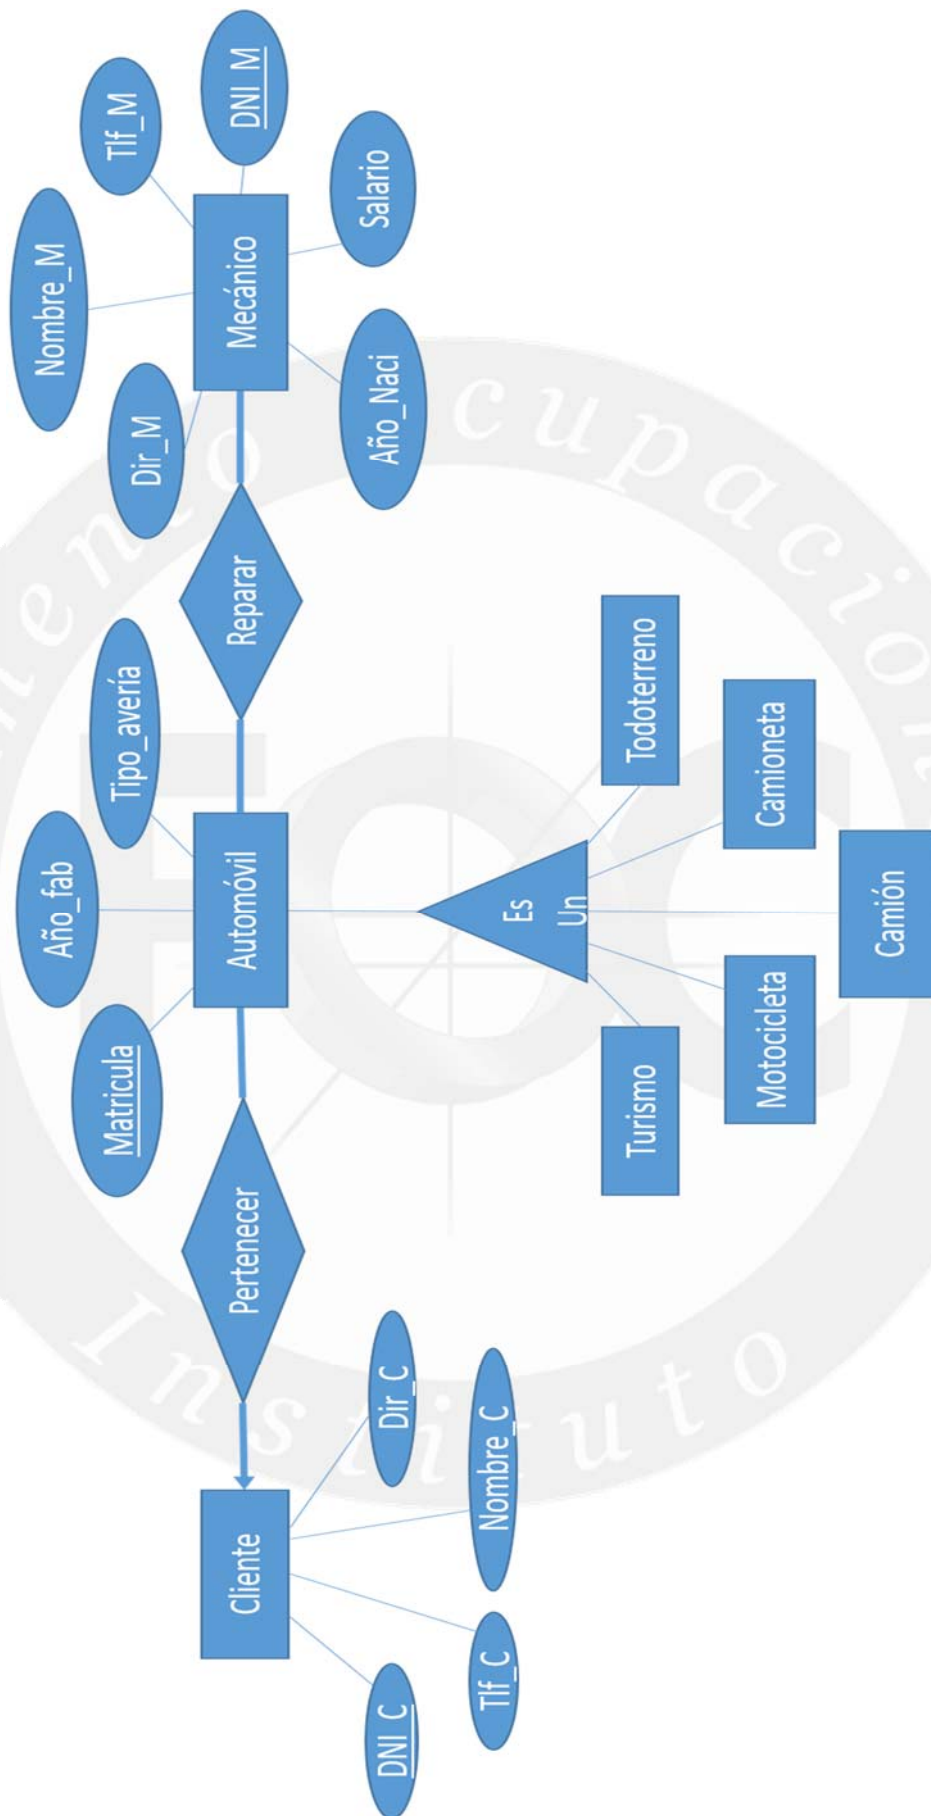 DNI_C
Tlf_C
Nombre_C
Dir_C
Cliente
Pertenecer
Matricula
Año_fab
Tipo_avería
Automóvil
Es
Un
Turismo
Motocicleta
Camión
Camioneta
Todoterreno
Reparar
Dir_M
Nombre_M
Tlf_M
DNI_M
Salario
Año_Naci
Mecánico
Instituto